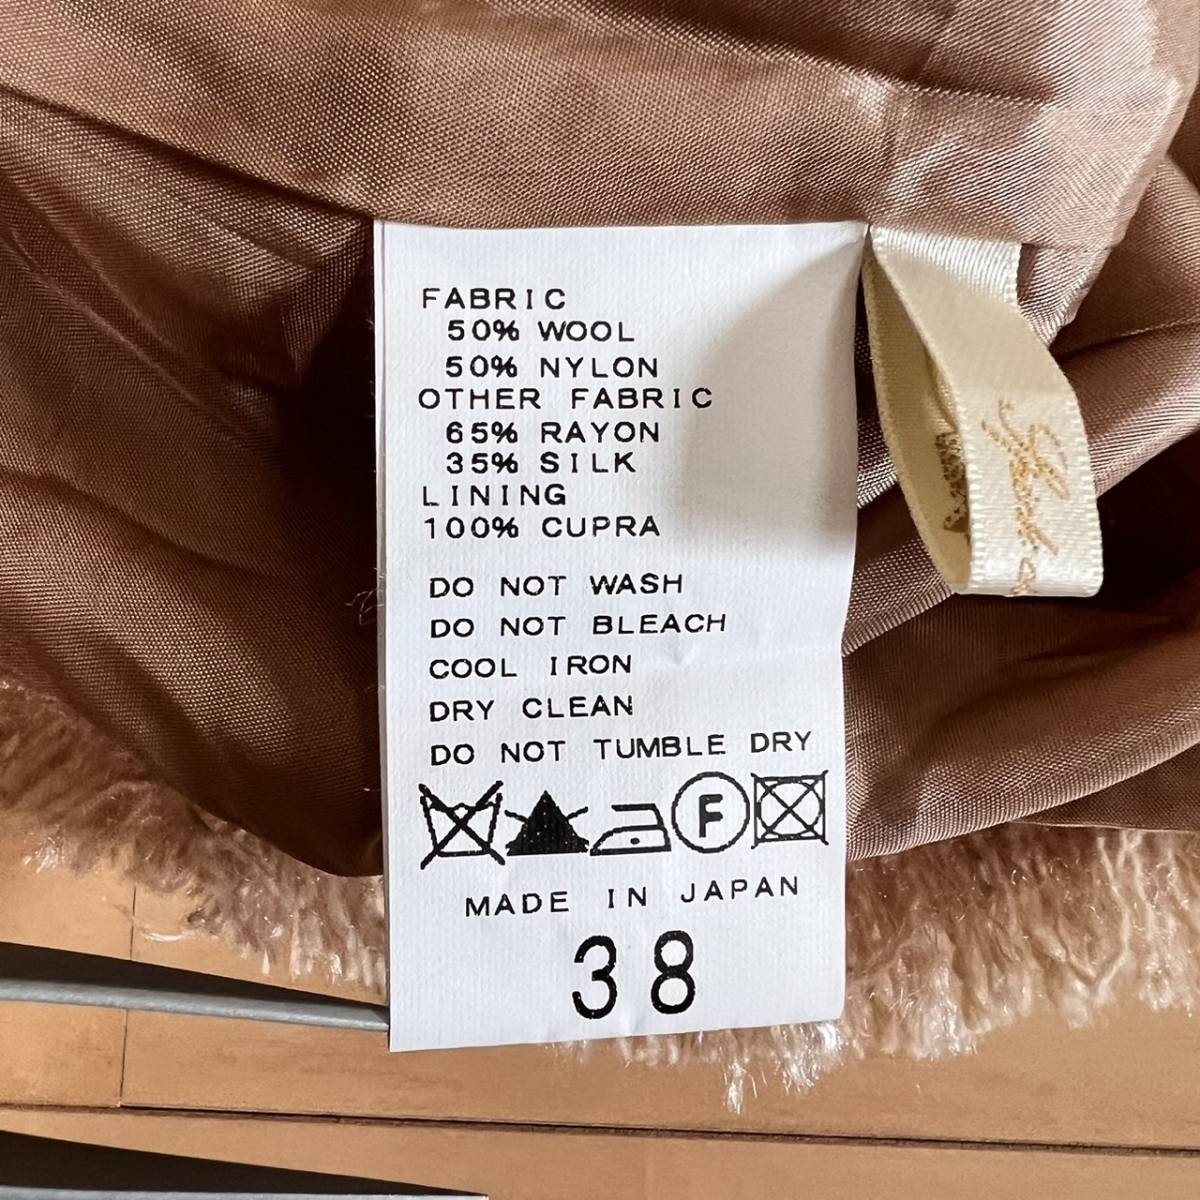 FABRIC
50% WOOL
50% NYLON
OTHER FABRIC
65% RAYON
35% SILK
LINING
100% CUPRA
DO NOT WASH
DO NOT BLEACH
COOL IRON
DRY CLEAN
DO NOT TUMBLE DRY
F
MADE IN JAPAN
38